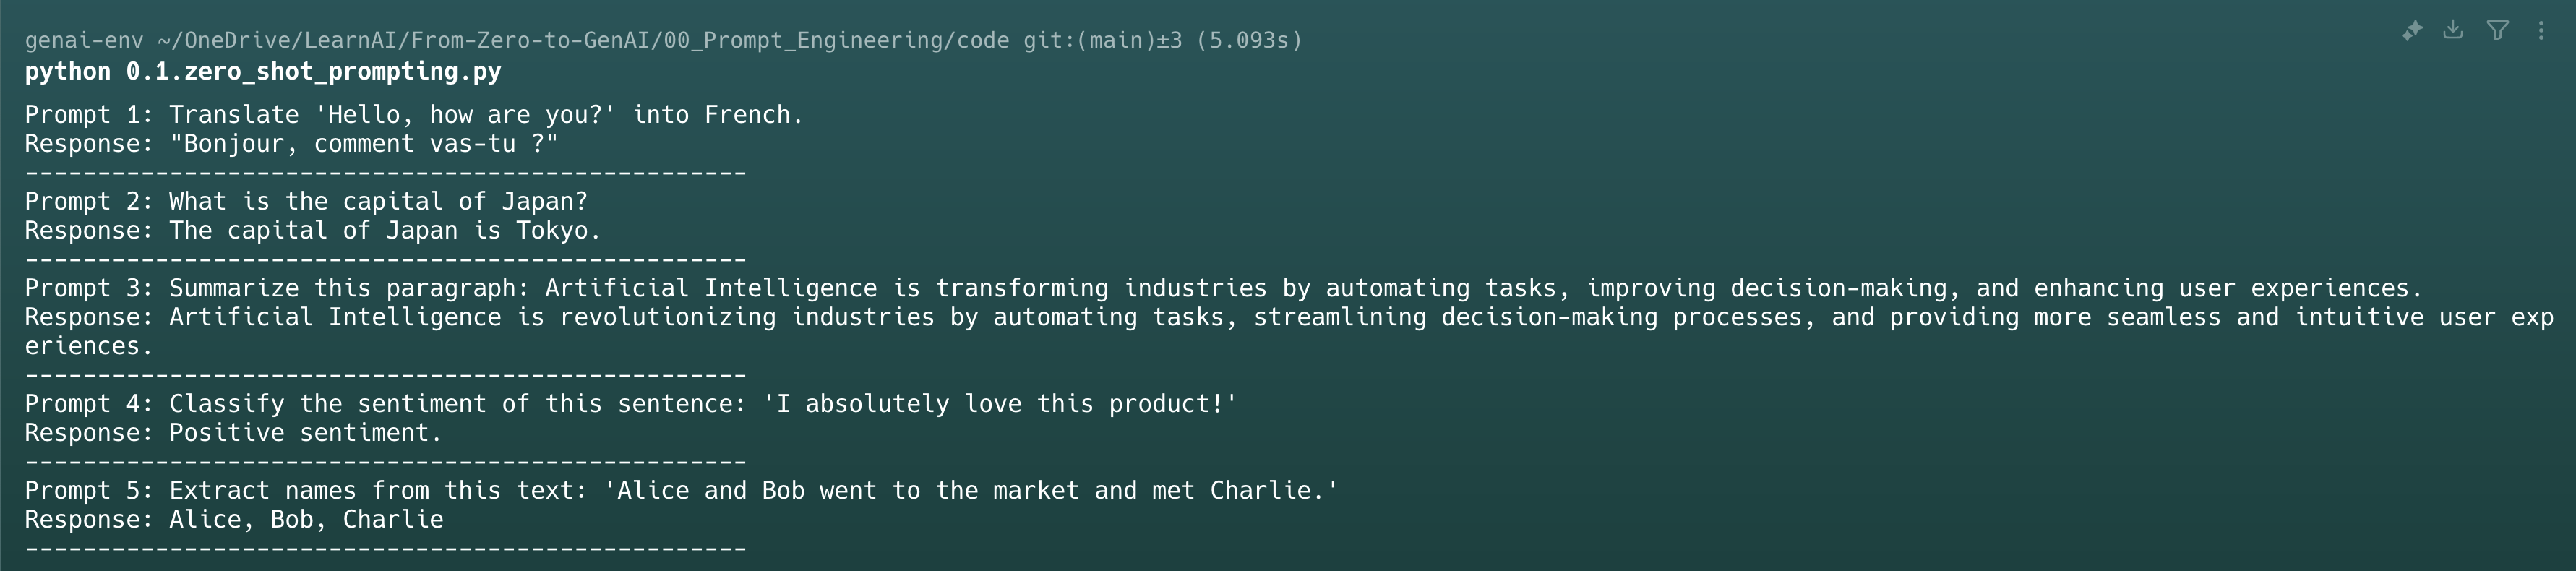 genai-env ~/OneDrive/LearnAI/From-Zero-to-GenAI/00_Prompt_Engineering/code git:(main)±3 (5.093s)
python 0.1.zero_shot_prompting.py
Prompt 1: Translate 'Hello, how are you?' into French.
Response: "Bonjour, comment vas-tu ?"
--------------------------------------------------
Prompt 2: What is the capital of Japan?
Response: The capital of Japan is Tokyo.
--------------------------------------------------
Prompt 3: Summarize this paragraph: Artificial Intelligence is transforming industries by automating tasks, improving decision-making, and enhancing user experiences.
Response: Artificial Intelligence is revolutionizing industries by automating tasks, streamlining decision-making processes, and providing more seamless and intuitive user exp
eriences.
--------------------------------------------------
Prompt 4: Classify the sentiment of this sentence: 'I absolutely love this product!'
Response: Positive sentiment.
--------------------------------------------------
Prompt 5: Extract names from this text: 'Alice and Bob went to the market and met Charlie.'
Response: Alice, Bob, Charlie
--------------------------------------------------